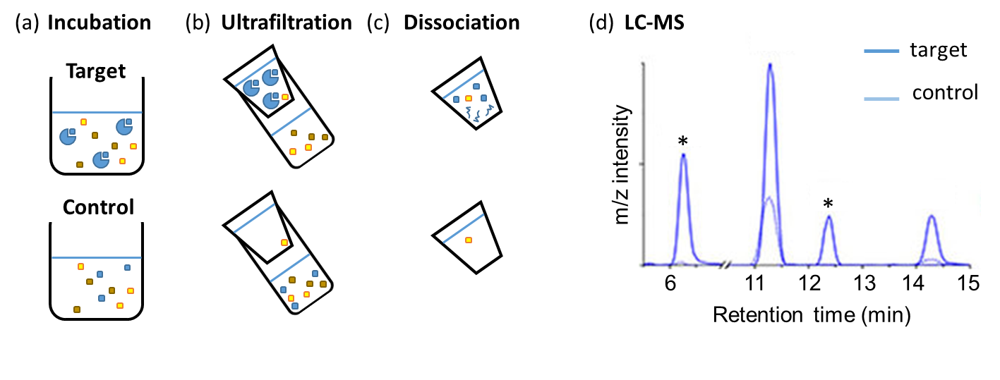 (a) Incubation
(b) Ultrafiltration
(c) Dissociation
(d) LC-MS
Target
Control
target
control
m/z intensity
*
*
6 11 12 13 14 15
Retention time (min)